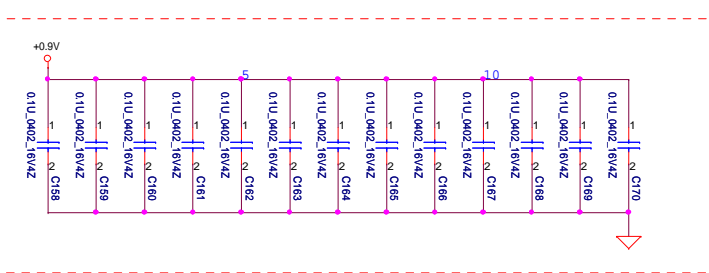 +0.9V
5
10
0.1U_0402_16V4Z
0.1U_0402_16V4Z
0.1U_0402_16V4Z
0.1U_0402_16V4Z
0.1U_0402_16V4Z
0.1U_0402_16V4Z
0.1U_0402_16V4Z
0.1U_0402_16V4Z
0.1U_0402_16V4Z
0.1U_0402_16V4Z
0.1U_0402_16V4Z
0.1U_0402_16V4Z
0.1U_0402_16V4Z
1 1 1 1 1 1 1 1 1 1 1 1 1
2 2 2 2 2 2 2 2 2 2 2 2 2
C158
C159
C160
C161
C162
C163
C164
C165
C166
C167
C168
C169
C170